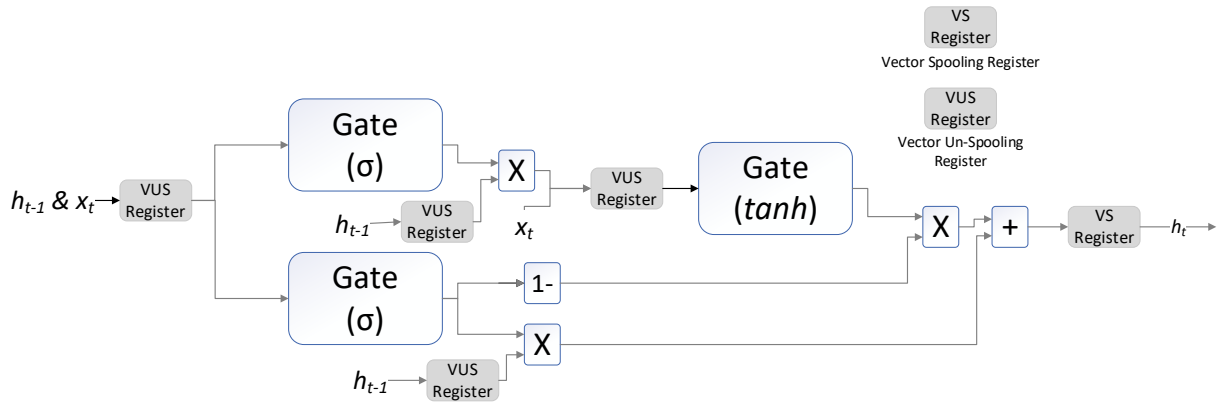 VS
Register
Vector Spooling Register
VUS
Register
Vector Un-Spooling
Register
Gate
(σ)
X
VUS
Register
h_{t-1} & x_t
VUS
Register
h_{t-1}
VUS
Register
x_t
Gate
(tanh)
X
+
VS
Register
h_t
Gate
(σ)
1-
X
h_{t-1}
VUS
Register